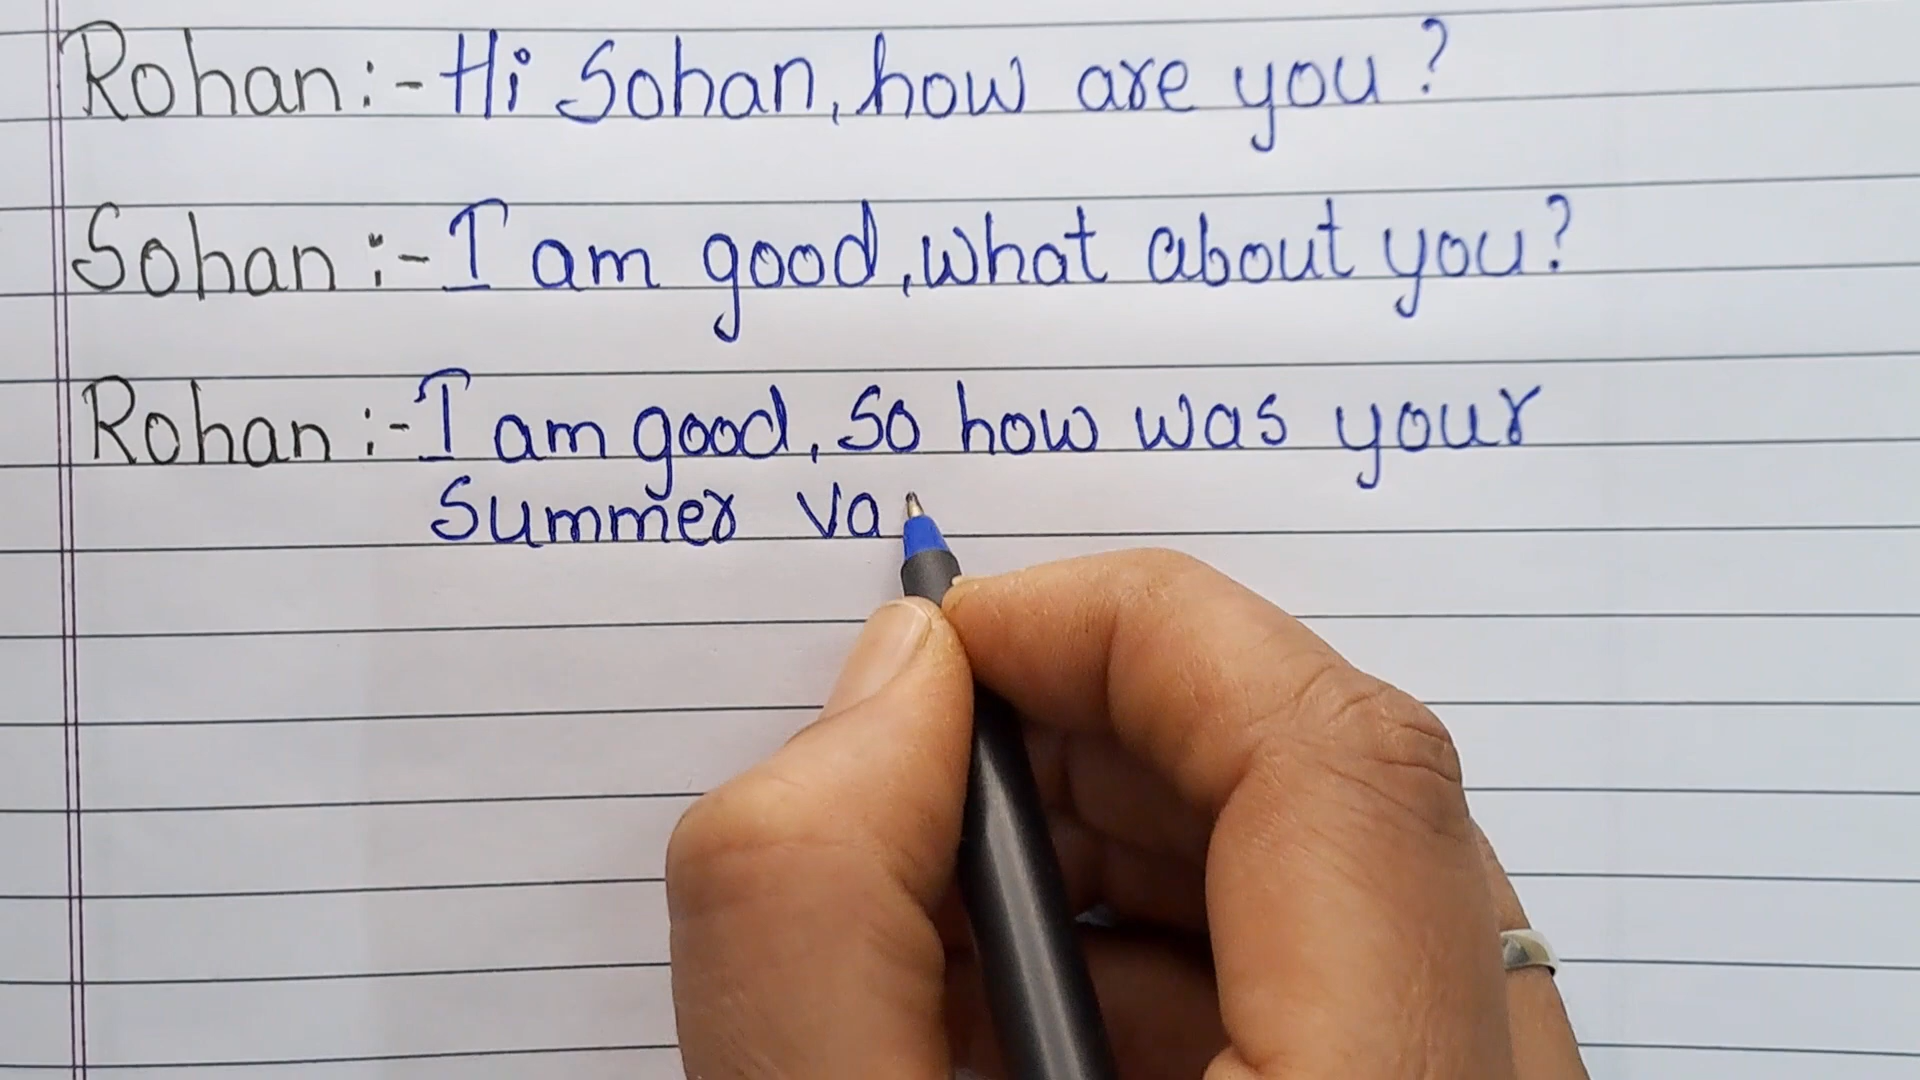 Rohan:- Hi Sohan, how are you?
Sohan:- I am good, what about you?
Rohan:- I am good, So how was your
Summer va